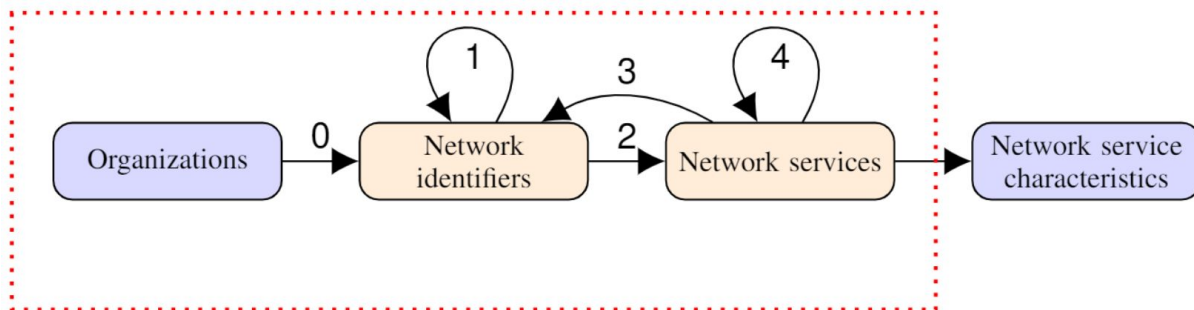 1
4
3
Organizations
0
Network
identifiers
2
Network services
Network service
characteristics